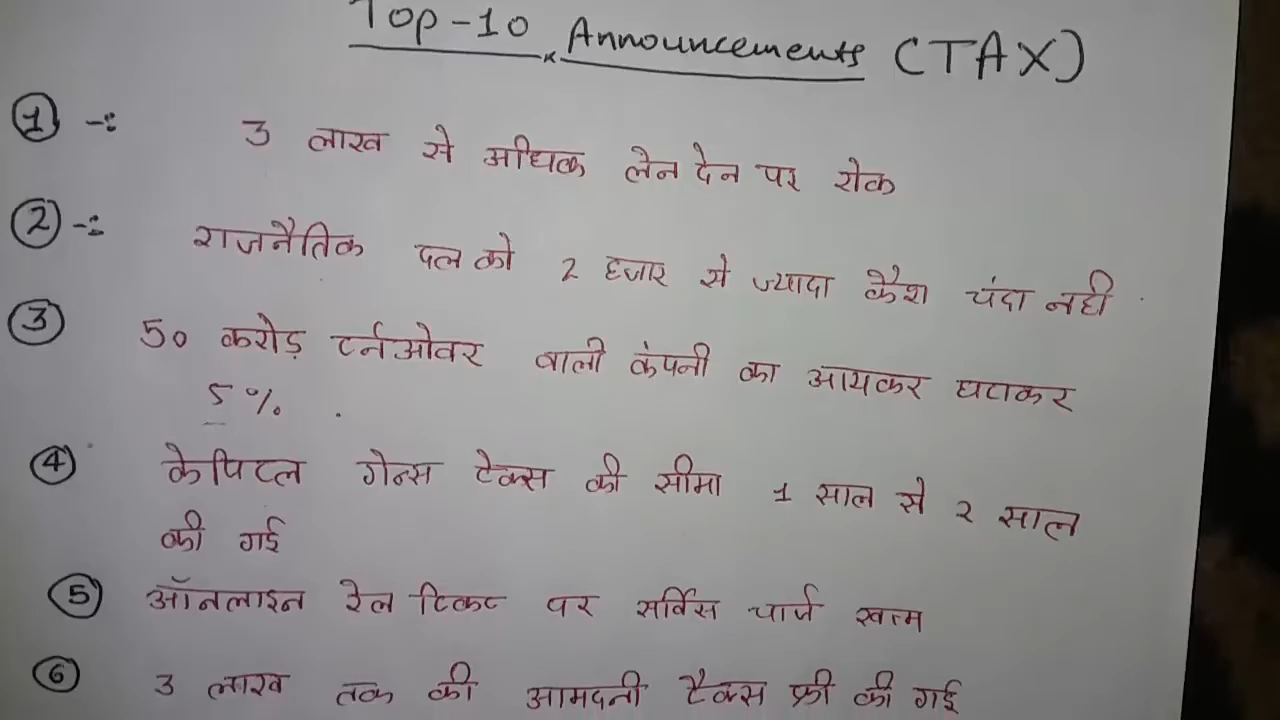 Top-10 Announcements (TAX)
① -: 3 लाख से अधिक लेन देन पर रोक
② -: राजनैतिक दल को 2 हजार से ज्यादा कैश चंदा नही
③ 50 करोड़ टर्नओवर वाली कंपनी का आयकर घटाकर
5%.
④ केपिटल गेन्स टेक्स की सीमा 1 साल से 2 साल
की गई
⑤ ऑनलाइन रेल टिकट पर सर्विस चार्ज खत्म
⑥ 3 लाख तक की आमदनी टैक्स फ्री की गई